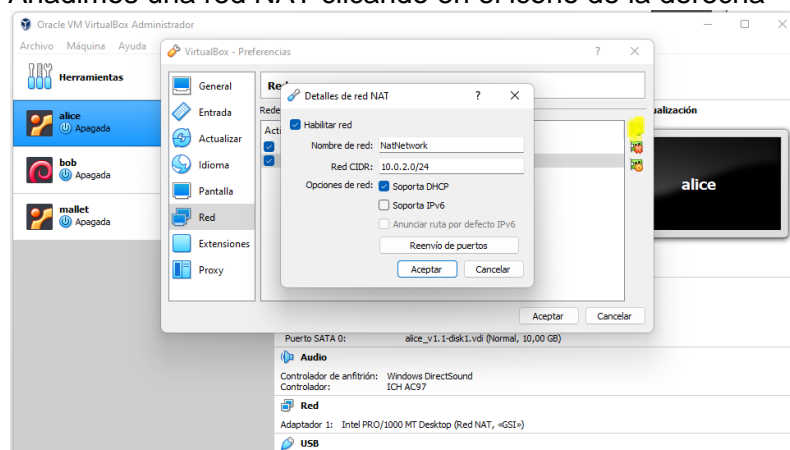 Añadimos una red NAT clicando en el icono de la derecha
Oracle VM VirtualBox Administrador
Archivo Máquina Ayuda
VirtualBox - Preferencias
Herramientas
alice
Apagada
bob
Apagada
mallet
Apagada
General
Entrada
Actualizar
Idioma
Pantalla
Red
Extensiones
Proxy
Detalles de red NAT
Habilitar red
Nombre de red: NatNetwork
Red CIDR: 10.0.2.0/24
Opciones de red: Soporta DHCP
Soporta IPv6
Anunciar ruta por defecto IPv6
Reenvío de puertos
Aceptar Cancelar
Aceptar Cancelar
alice
Puerto SATA 0: alice_v1.1-disk1.vdi (Normal, 10,00 GB)
Audio
Controlador de anfitrión: Windows DirectSound
Controlador: ICH AC97
Red
Adaptador 1: Intel PRO/1000 MT Desktop (Red NAT, «GSI»)
USB